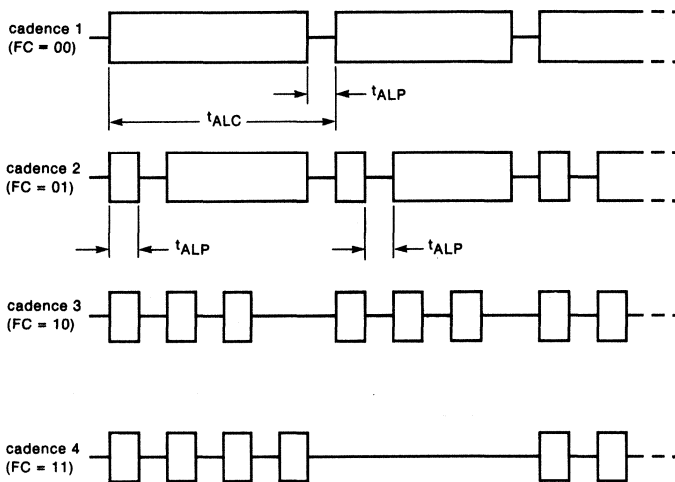 cadence 1
(FC = 00)
tALP
tALC
cadence 2
(FC = 01)
tALP
tALP
cadence 3
(FC = 10)
cadence 4
(FC = 11)